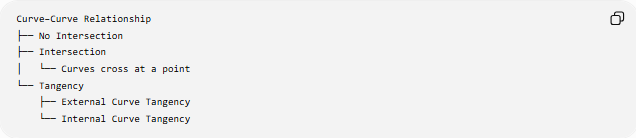 Curve–Curve Relationship
├── No Intersection
├── Intersection
│   └── Curves cross at a point
└── Tangency
    ├── External Curve Tangency
    └── Internal Curve Tangency